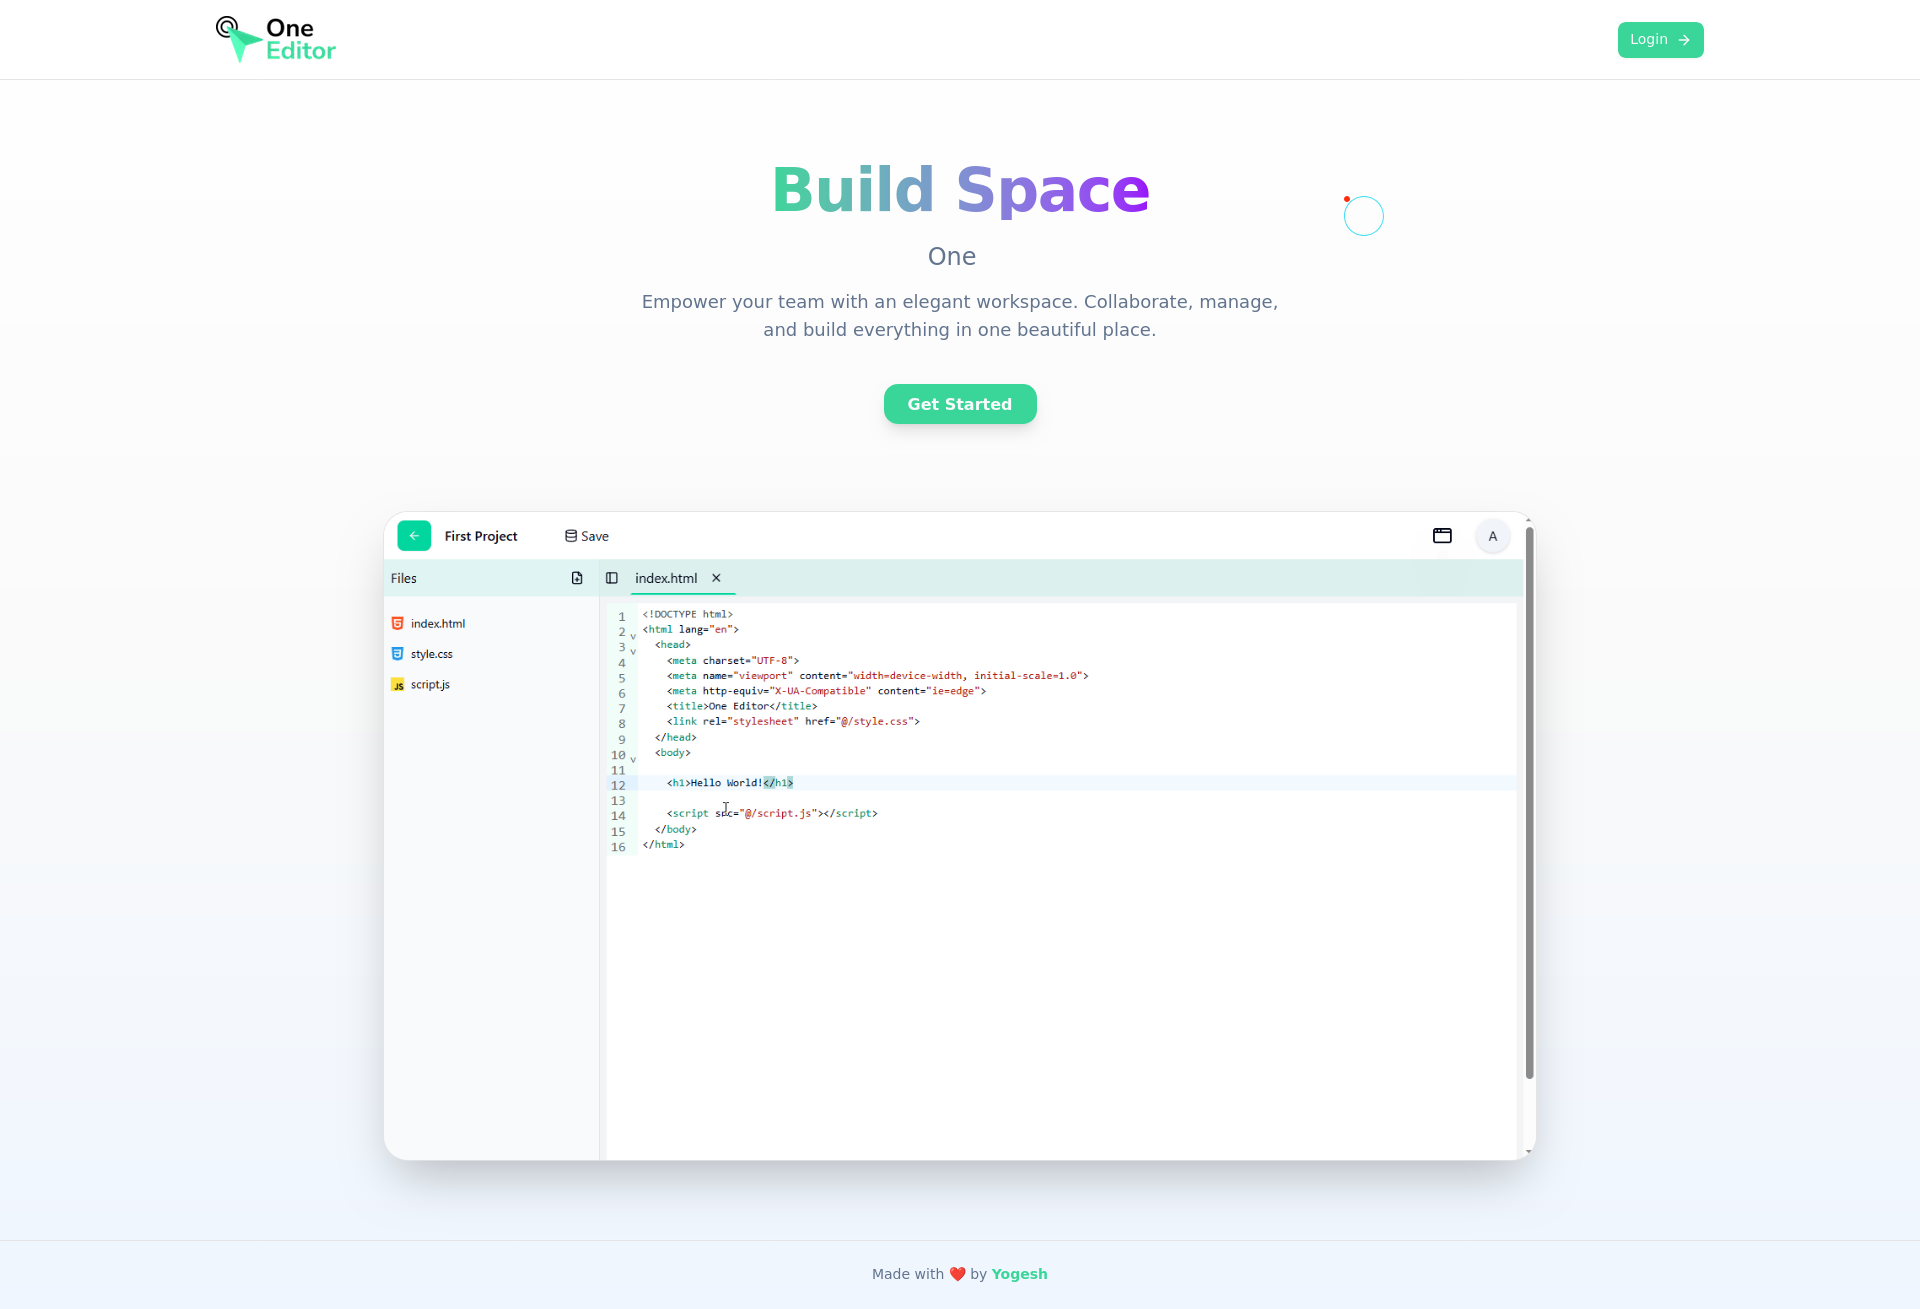 One
Editor
Login
Build Space
One
Empower your team with an elegant workspace. Collaborate, manage,
and build everything in one beautiful place.
Get Started
First Project
Save
A
Files
index.html
index.html
style.css
JS script.js
1 <!DOCTYPE html>
2 <html lang="en">
3 <head>
4 <meta charset="UTF-8">
5 <meta name="viewport" content="width=device-width, initial-scale=1.0">
6 <meta http-equiv="X-UA-Compatible" content="ie=edge">
7 <title>One Editor</title>
8 <link rel="stylesheet" href="@/style.css">
9 </head>
10 <body>
11
12 <h1>Hello World!</h1>
13
14 <script src="@/script.js"></script>
15 </body>
16 </html>
Made with ❤️ by Yogesh